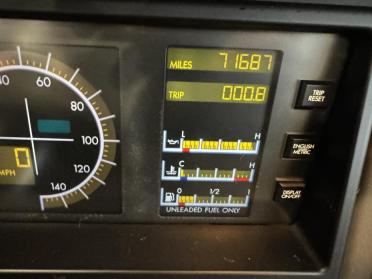 MILES 71687
TRIP 000.8
TRIP
RESET
ENGLISH
METRIC
DISPLAY
ON/OFF
L H
C H
0 1/2 1
UNLEADED FUEL ONLY
40
60
80
100
120
140
0
MPH